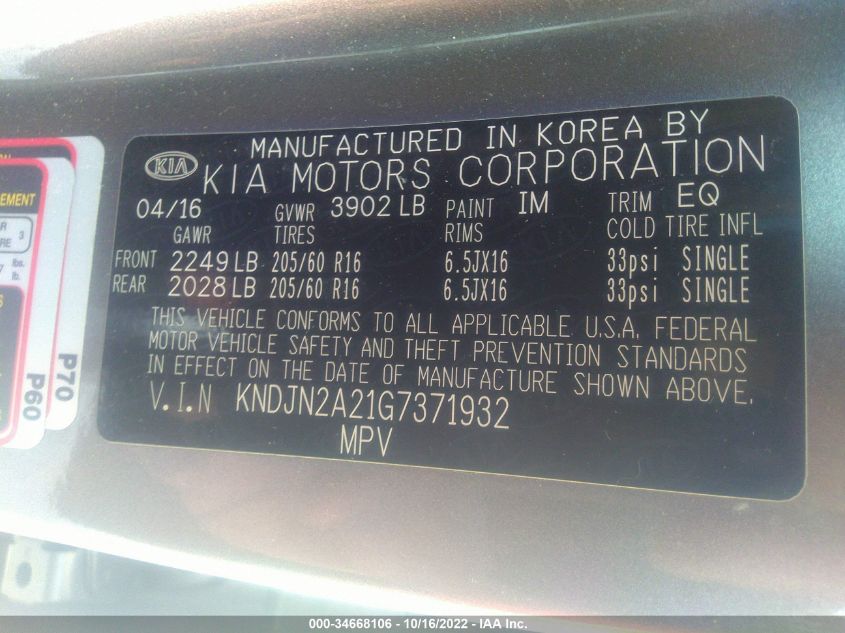 MANUFACTURED IN KOREA BY
KIA KIA MOTORS CORPORATION
04/16 GVWR 3902 LB PAINT IM TRIM EQ
GAWR TIRES RIMS COLD TIRE INFL
FRONT 2249 LB 205/60 R16 6.5JX16 33psi SINGLE
REAR 2028 LB 205/60 R16 6.5JX16 33psi SINGLE
THIS VEHICLE CONFORMS TO ALL APPLICABLE U.S.A. FEDERAL
MOTOR VEHICLE SAFETY AND THEFT PREVENTION STANDARDS
IN EFFECT ON THE DATE OF MANUFACTURE SHOWN ABOVE.
V.I.N KNDJN2A21G7371932
MPV
EMENT
3
lb.
P60
P70
000-34668106 - 10/16/2022 - IAA Inc.